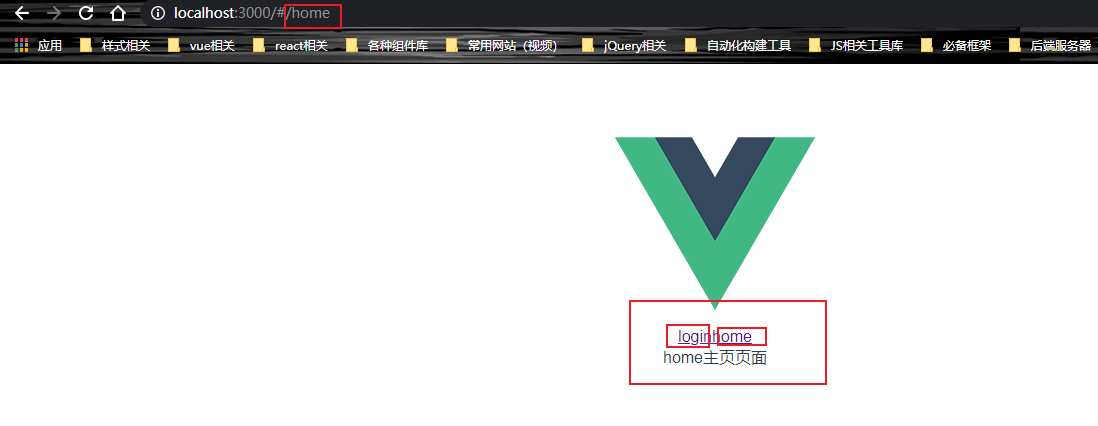 localhost:3000/#/home
应用 样式相关 vue相关 react相关 各种组件库 常用网站（视频） jQuery相关 自动化构建工具 JS相关工具库 必备框架 后端服务器
loginhome
home主页页面